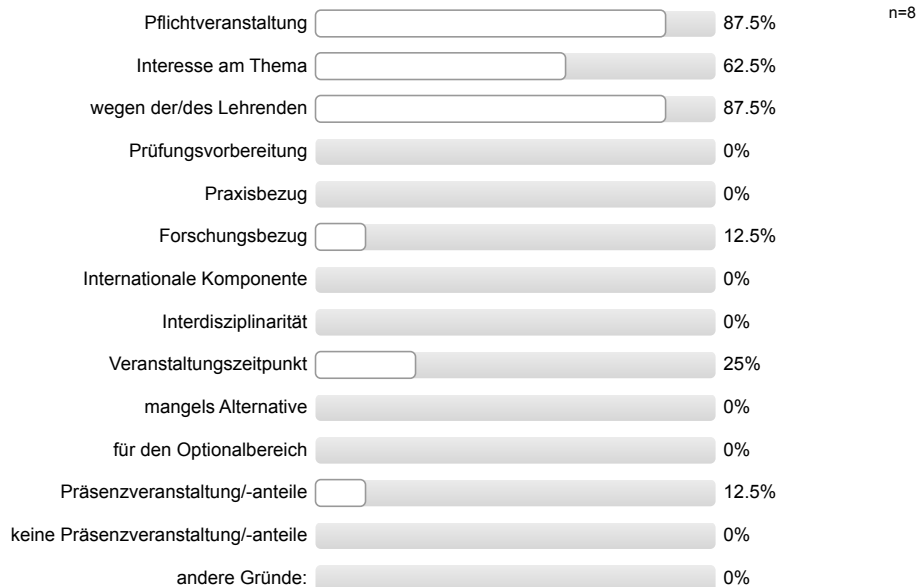 n=8
Pflichtveranstaltung 87.5%
Interesse am Thema 62.5%
wegen der/des Lehrenden 87.5%
Prüfungsvorbereitung 0%
Praxisbezug 0%
Forschungsbezug 12.5%
Internationale Komponente 0%
Interdisziplinarität 0%
Veranstaltungszeitpunkt 25%
mangels Alternative 0%
für den Optionalbereich 0%
Präsenzveranstaltung/-anteile 12.5%
keine Präsenzveranstaltung/-anteile 0%
andere Gründe: 0%